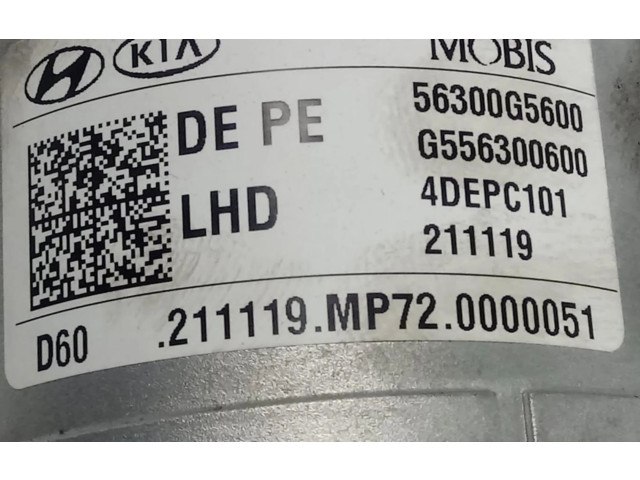 KIA MOBIS
DE PE
LHD
56300G5600
G556300600
4DEPC101
211119
D60 .211119.MP72.0000051